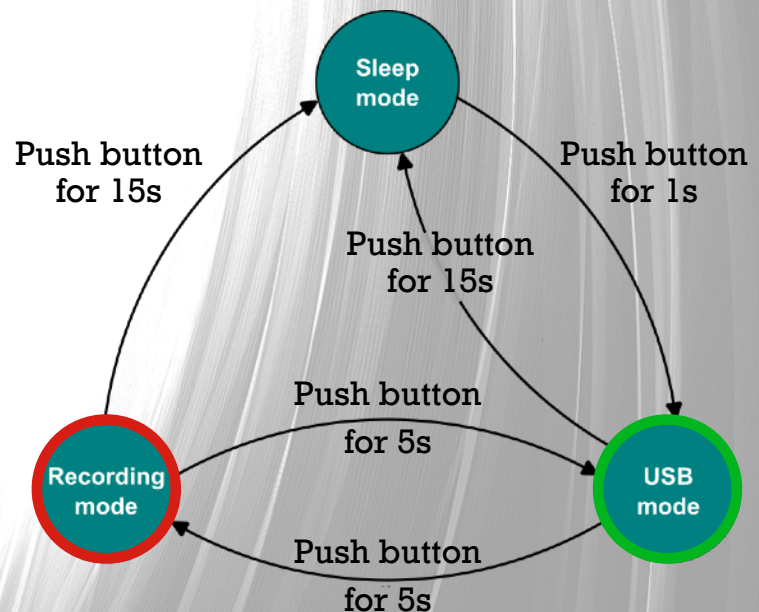 Sleep
mode
Push button
for 15s
Push button
for 1s
Push button
for 15s
Push button
for 5s
Recording
mode
USB
mode
Push button
for 5s